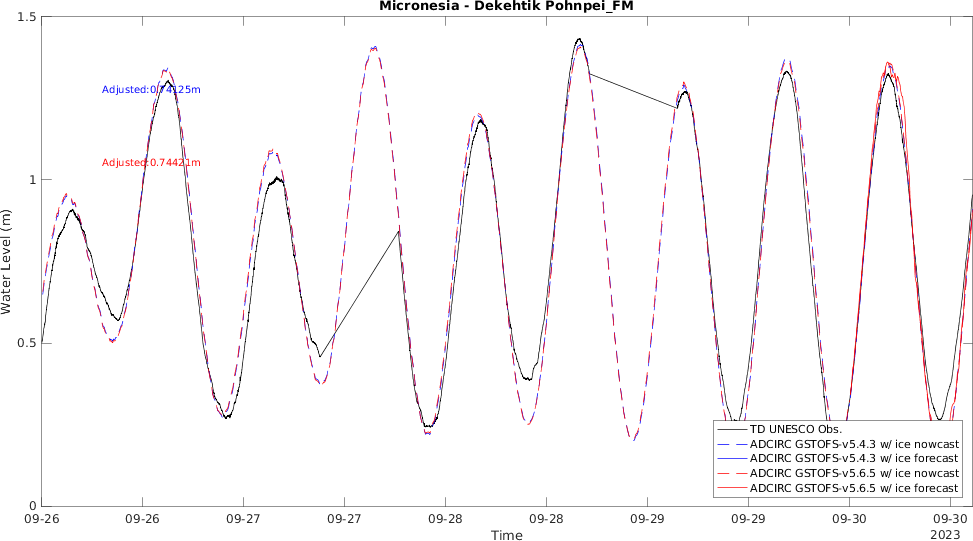 Micronesia - Dekehtik Pohnpei_FM
1.5
Adjusted:0.74125m
Adjusted:0.74421m
1
Water Level (m)
0.5
0
TD UNESCO Obs.
ADCIRC GSTOFS-v5.4.3 w/ ice nowcast
ADCIRC GSTOFS-v5.4.3 w/ ice forecast
ADCIRC GSTOFS-v5.6.5 w/ ice nowcast
ADCIRC GSTOFS-v5.6.5 w/ ice forecast
09-26 09-26 09-27 09-27 09-28 09-28 09-29 09-29 09-30 09-30
2023
Time